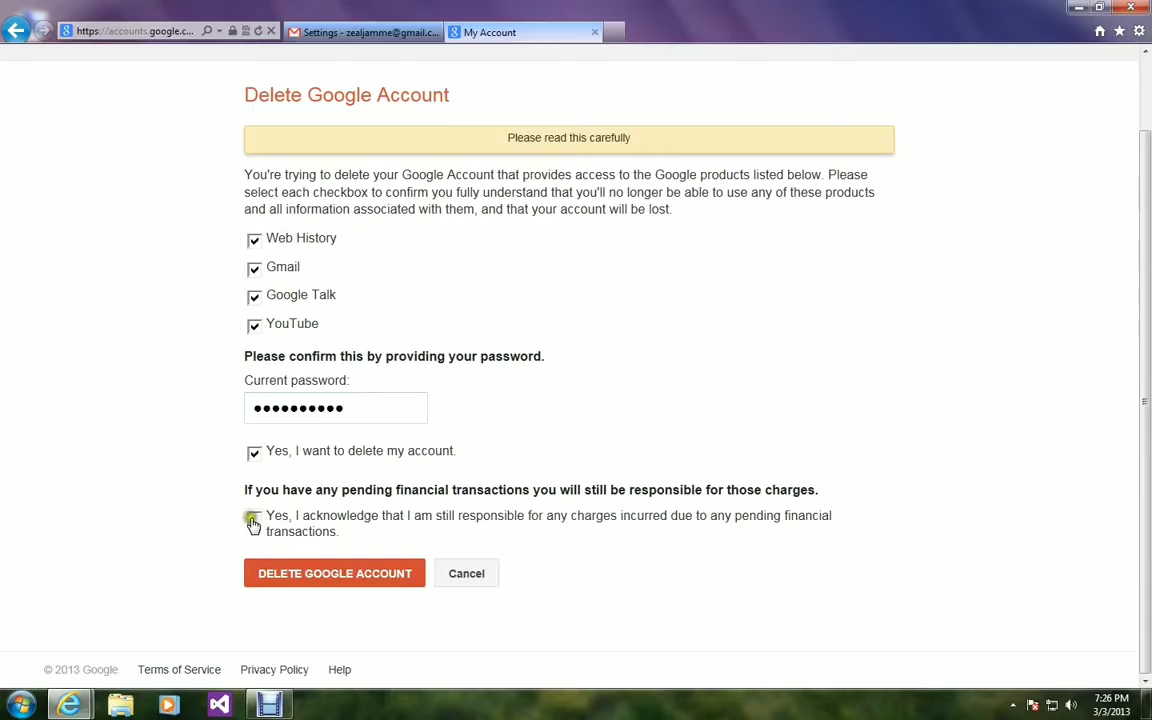 https://accounts.google.c...
Settings - zealjamme@gmail.c...
My Account
Delete Google Account
Please read this carefully
You're trying to delete your Google Account that provides access to the Google products listed below. Please
select each checkbox to confirm you fully understand that you'll no longer be able to use any of these products
and all information associated with them, and that your account will be lost.
Web History
Gmail
Google Talk
YouTube
Please confirm this by providing your password.
Current password:
Yes, I want to delete my account.
If you have any pending financial transactions you will still be responsible for those charges.
Yes, I acknowledge that I am still responsible for any charges incurred due to any pending financial
transactions.
DELETE GOOGLE ACCOUNT
Cancel
© 2013 Google
Terms of Service
Privacy Policy
Help
7:26 PM
3/3/2013